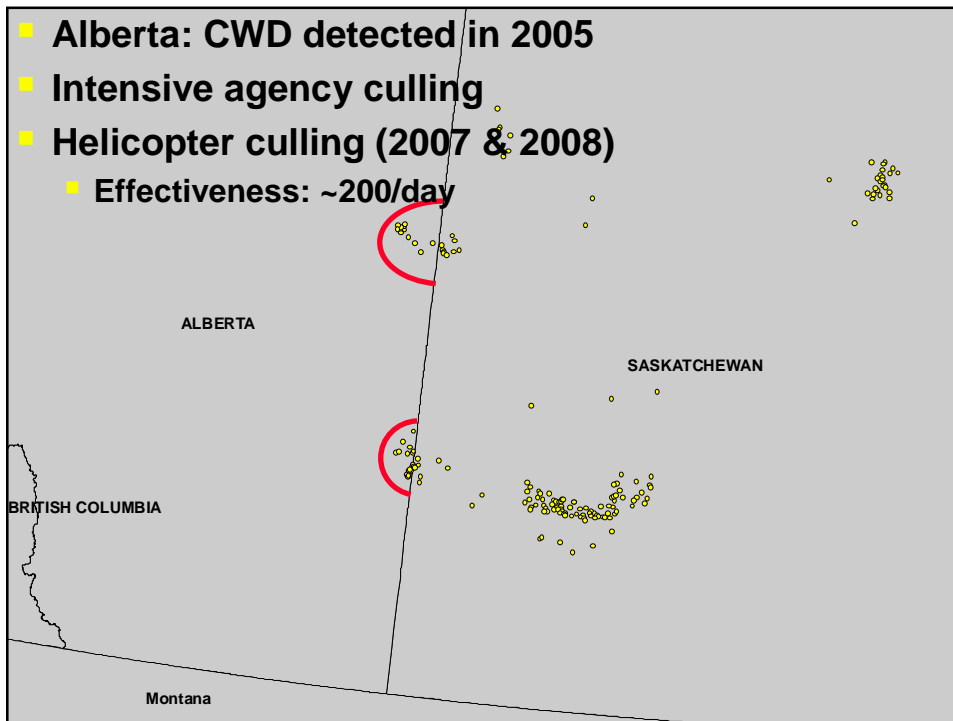 Alberta: CWD detected in 2005
Intensive agency culling
Helicopter culling (2007 & 2008)
Effectiveness: ~200/day
ALBERTA
SASKATCHEWAN
BRITISH COLUMBIA
Montana